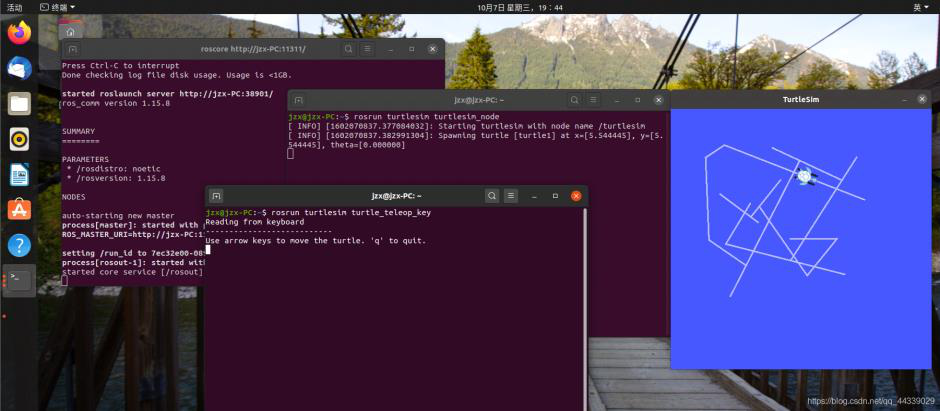 活动
终端
10月7日 星期三，19：44
英
roscore http://jzx-PC:11311/
Press Ctrl-C to interrupt
Done checking log file disk usage. Usage is <1GB.
started roslaunch server http://jzx-PC:38901/
ros_comm version 1.15.8
SUMMARY
========
PARAMETERS
* /rosdistro: noetic
* /rosversion: 1.15.8
NODES
auto-starting new master
process[master]: started with
ROS_MASTER_URI=http://jzx-PC:11
setting /run_id to 7ec32e00-08
process[rosout-1]: started with
started core service [/rosout]
jzx@jzx-PC: ~
jzx@jzx-PC:~$ rosrun turtlesim turtlesim_node
[ INFO] [1602070837.377084032]: Starting turtlesim with node name /turtlesim
[ INFO] [1602070837.382991304]: Spawning turtle [turtle1] at x=[5.544445], y=[5.
544445], theta=[0.000000]
jzx@jzx-PC: ~
jzx@jzx-PC:~$ rosrun turtlesim turtle_teleop_key
Reading from keyboard
---------------------------
Use arrow keys to move the turtle. 'q' to quit.
TurtleSim
https://blog.csdn.net/qq_44339029